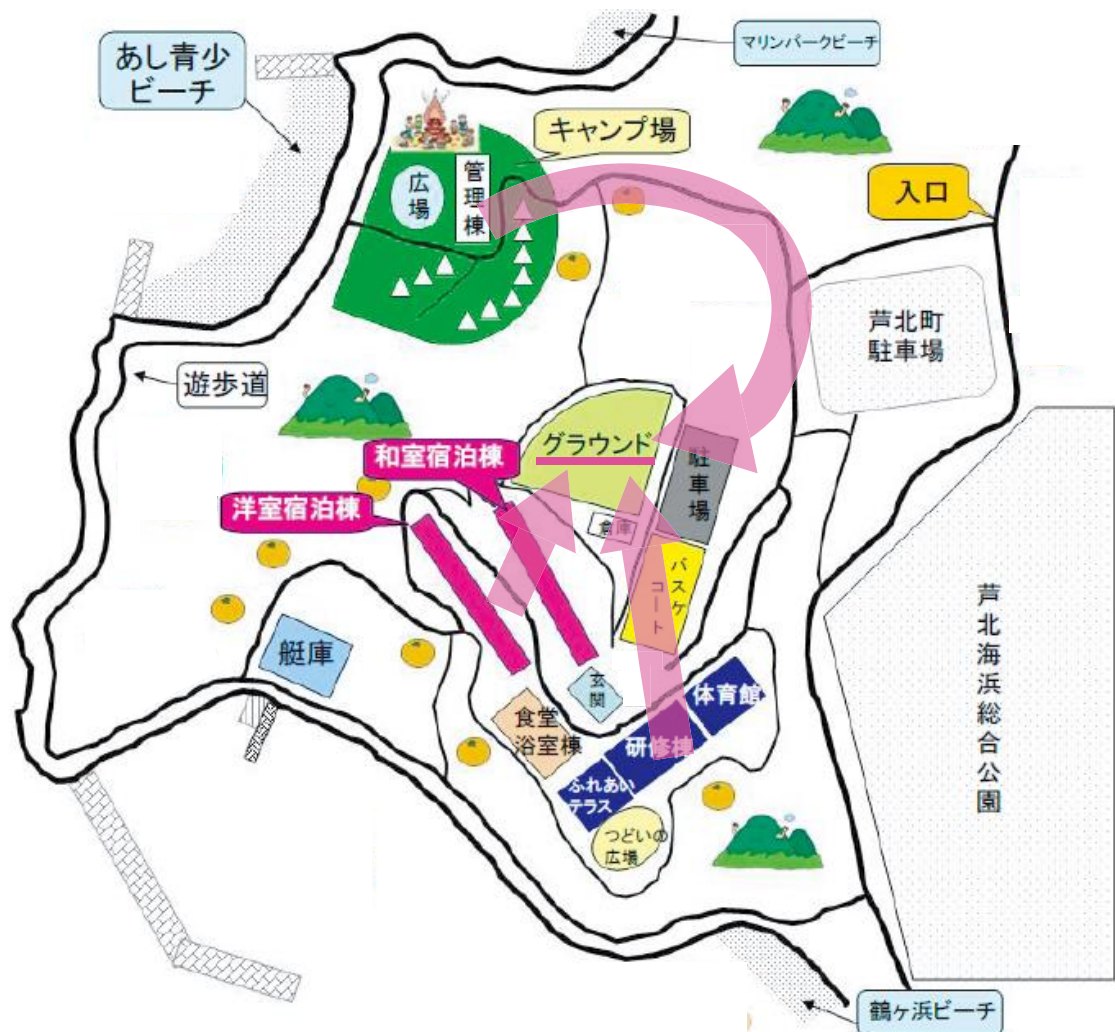 マリンパークビーチ
あし青少
ビーチ
キャンプ場
広場
管理棟
入口
芦北町
駐車場
遊歩道
グラウンド
和室宿泊棟
駐車場
洋室宿泊棟
倉庫
バスケ
コート
芦北海浜総合公園
艇庫
玄関
体育館
食堂
浴室棟
研修棟
ふれあい
テラス
つどいの
広場
鶴ヶ浜ビーチ